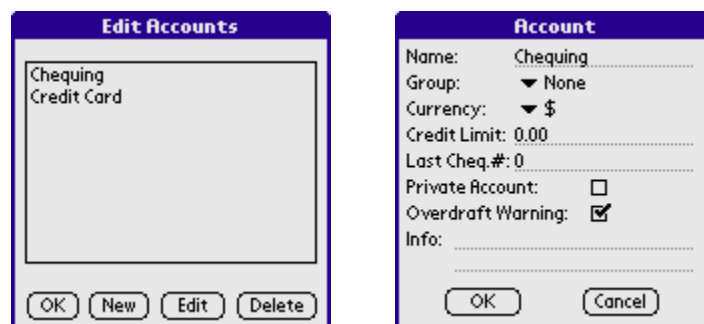 Edit Accounts
Chequing
Credit Card
OK New Edit Delete
Account
Name: Chequing
Group: None
Currency: $
Credit Limit: 0.00
Last Cheq.#: 0
Private Account:
Overdraft Warning:
Info:
OK Cancel